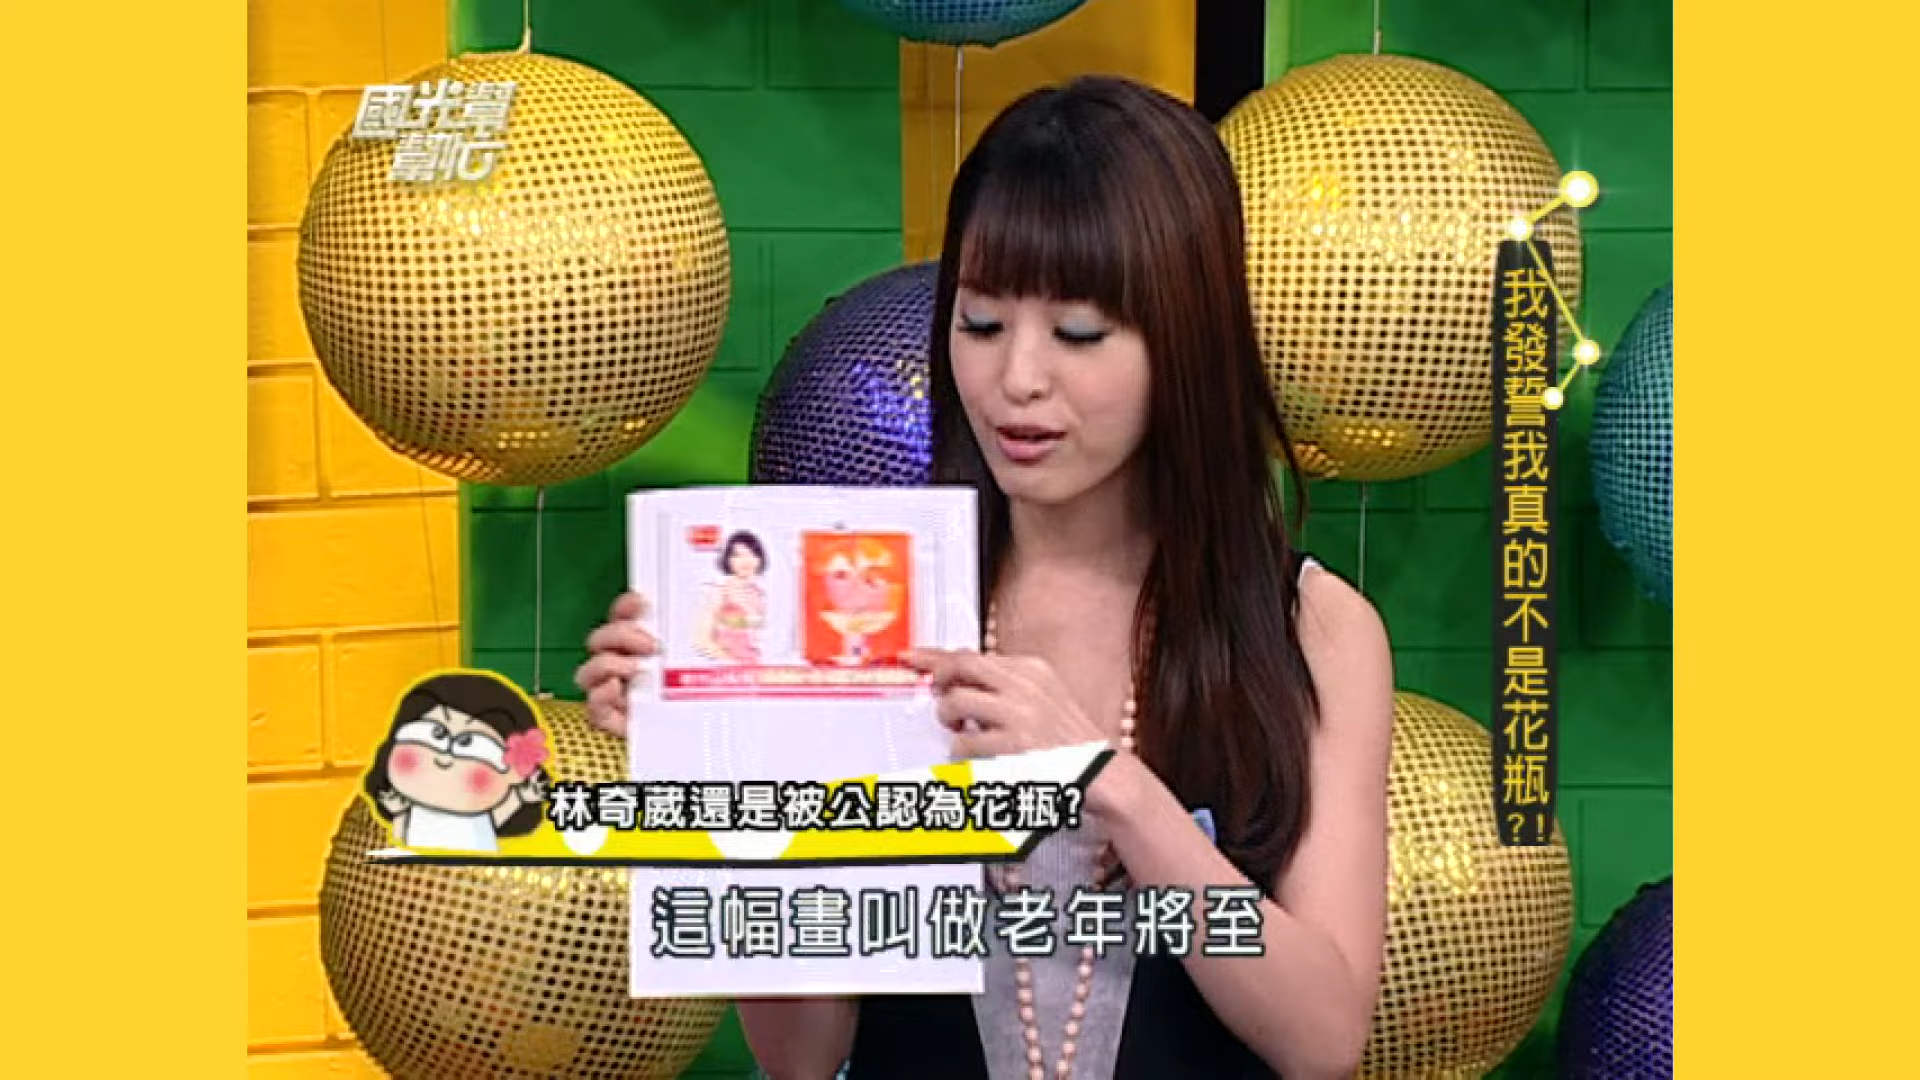 國光幫
幫忙
我發誓我真的不是花瓶?!
林奇葳還是被公認為花瓶?
這幅畫叫做老年將至